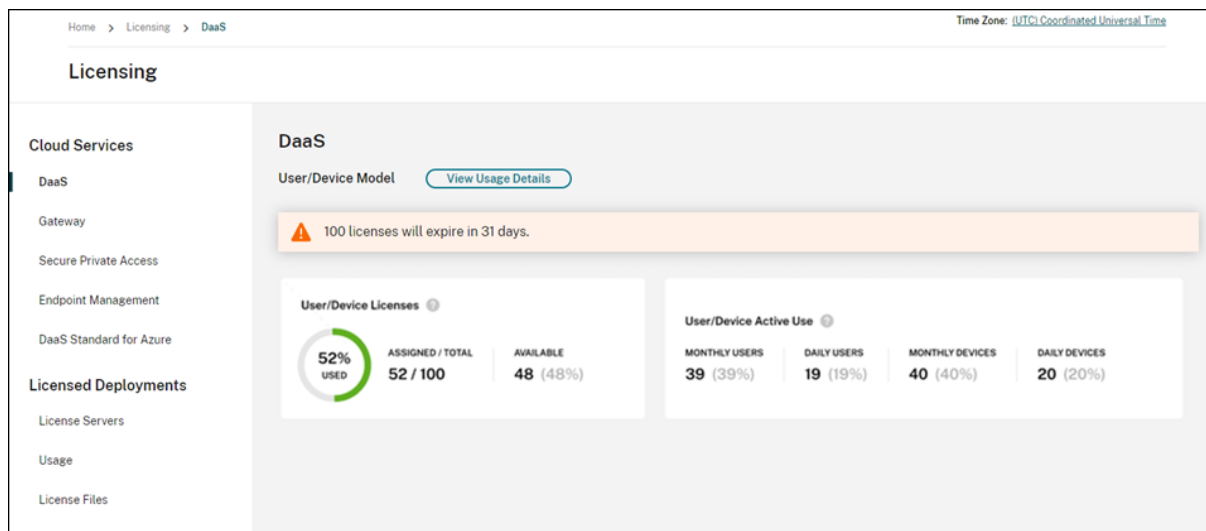 Home > Licensing > DaaS
Time Zone: (UTC) Coordinated Universal Time
Licensing
Cloud Services
DaaS
Gateway
Secure Private Access
Endpoint Management
DaaS Standard for Azure
Licensed Deployments
License Servers
Usage
License Files
DaaS
User/Device Model View Usage Details
100 licenses will expire in 31 days.
User/Device Licenses ?
52% USED
ASSIGNED / TOTAL
52 / 100
AVAILABLE
48 (48%)
User/Device Active Use ?
MONTHLY USERS
39 (39%)
DAILY USERS
19 (19%)
MONTHLY DEVICES
40 (40%)
DAILY DEVICES
20 (20%)